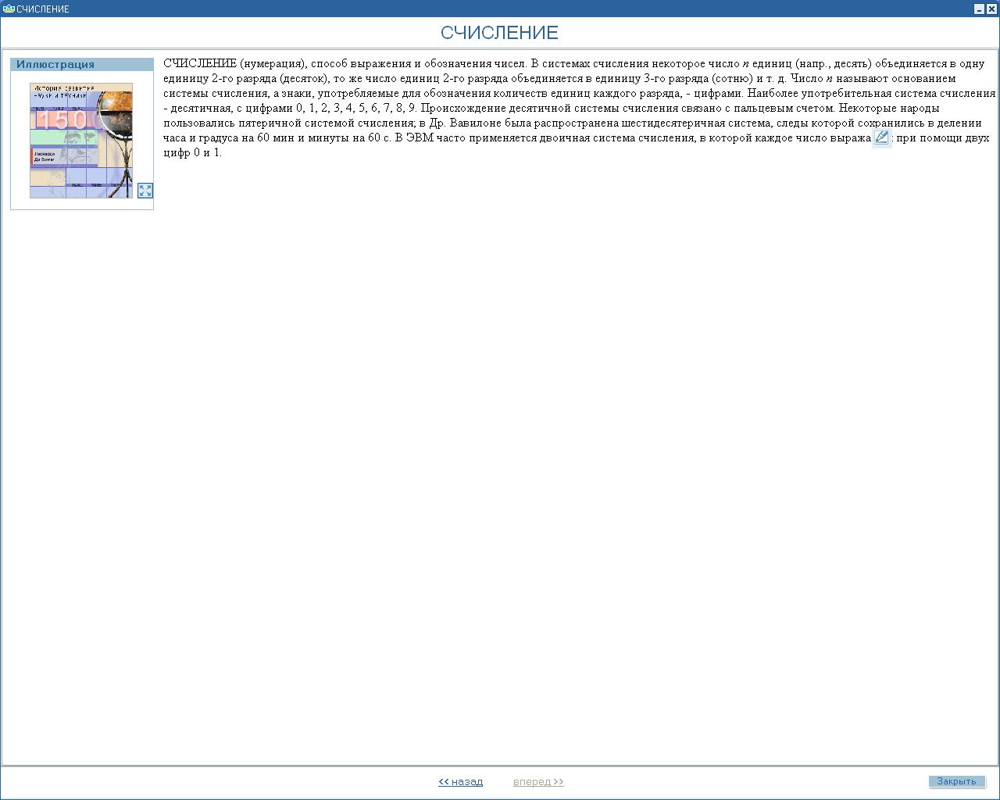 СЧИСЛЕНИЕ
СЧИСЛЕНИЕ
Иллюстрация
История развития
науки и техники
1500
Леонардо
Да Винчи
СЧИСЛЕНИЕ (нумерация), способ выражения и обозначения чисел. В системах счисления некоторое число n единиц (напр., десять) объединяется в одну
единицу 2-го разряда (десяток), то же число единиц 2-го разряда объединяется в единицу 3-го разряда (сотню) и т. д. Число n называют основанием
системы счисления, а знаки, употребляемые для обозначения количеств единиц каждого разряда, - цифрами. Наиболее употребительная система счисления
- десятичная, с цифрами 0, 1, 2, 3, 4, 5, 6, 7, 8, 9. Происхождение десятичной системы счисления связано с пальцевым счетом. Некоторые народы
пользовались пятеричной системой счисления; в Др. Вавилоне была распространена шестидесятеричная система, следы которой сохранились в делении
часа и градуса на 60 мин и минуты на 60 с. В ЭВМ часто применяется двоичная система счисления, в которой каждое число выража : при помощи двух
цифр 0 и 1.
<< назад
вперед >>
Закрыть